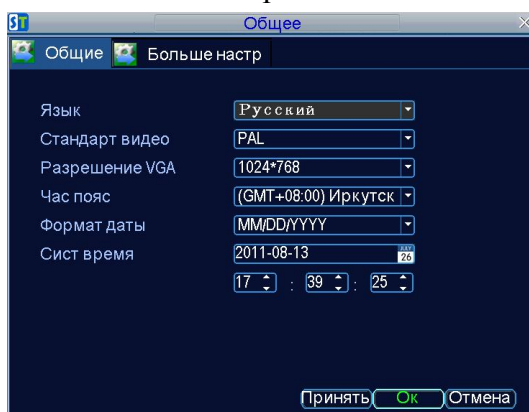 ST Общее
Общие Больше настр
Язык Русский
Стандарт видео PAL
Разрешение VGA 1024*768
Час пояс (GMT+08:00) Иркутск
Формат даты MM/DD/YYYY
Сист время 2011-08-13 JULY 26
17 : 39 : 25
Принять Ок Отмена